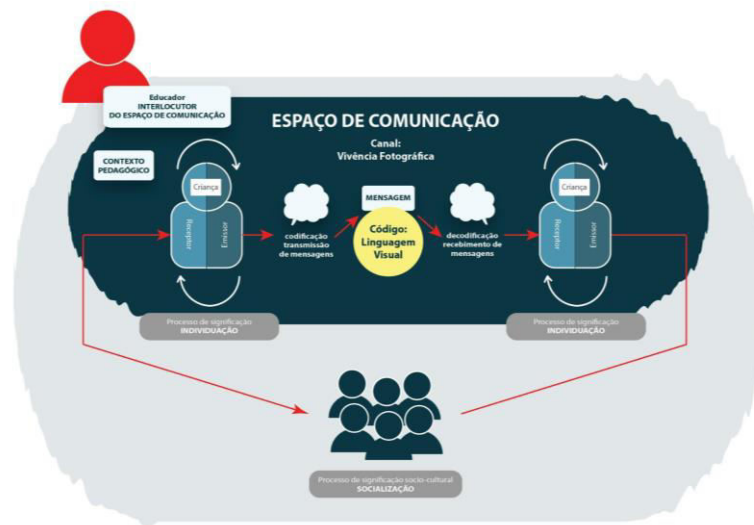 Educador
INTERLOCUTOR
DO ESPAÇO DE COMUNICAÇÃO
ESPAÇO DE COMUNICAÇÃO
Canal:
Vivência Fotográfica
CONTEXTO
PEDAGÓGICO
Criança
Receptor
Emissor
codificação
transmissão
de mensagens
MENSAGEM
Código:
Linguagem
Visual
decodificação
recebimento de
mensagens
Criança
Receptor
Emissor
Processo de significação
INDIVIDUAÇÃO
Processo de significação
INDIVIDUAÇÃO
Processo de significação sócio-cultural
SOCIALIZAÇÃO